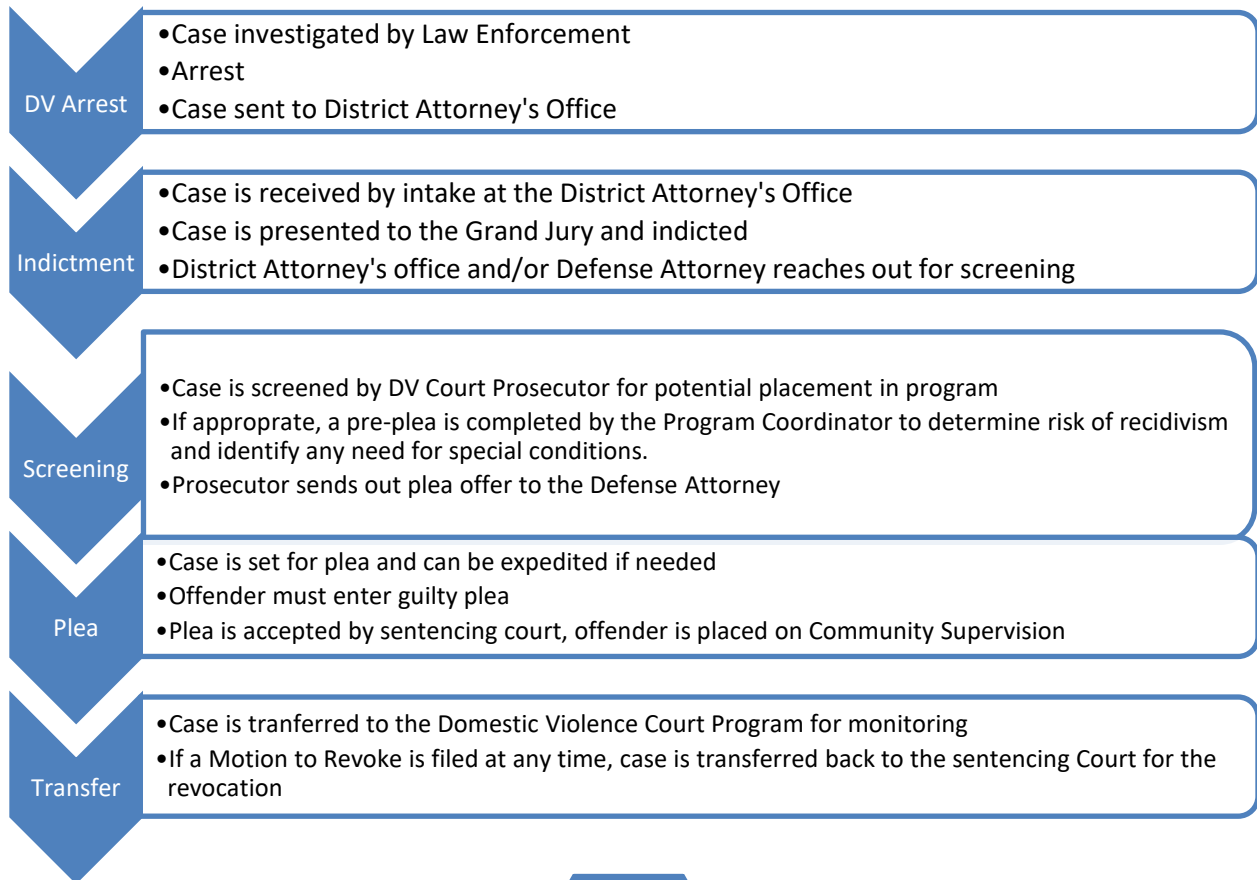 DV Arrest
•Case investigated by Law Enforcement
•Arrest
•Case sent to District Attorney's Office
Indictment
•Case is received by intake at the District Attorney's Office
•Case is presented to the Grand Jury and indicted
•District Attorney's office and/or Defense Attorney reaches out for screening
Screening
•Case is screened by DV Court Prosecutor for potential placement in program
•If approprate, a pre-plea is completed by the Program Coordinator to determine risk of recidivism
and identify any need for special conditions.
•Prosecutor sends out plea offer to the Defense Attorney
Plea
•Case is set for plea and can be expedited if needed
•Offender must enter guilty plea
•Plea is accepted by sentencing court, offender is placed on Community Supervision
Transfer
•Case is tranferred to the Domestic Violence Court Program for monitoring
•If a Motion to Revoke is filed at any time, case is transferred back to the sentencing Court for the
revocation